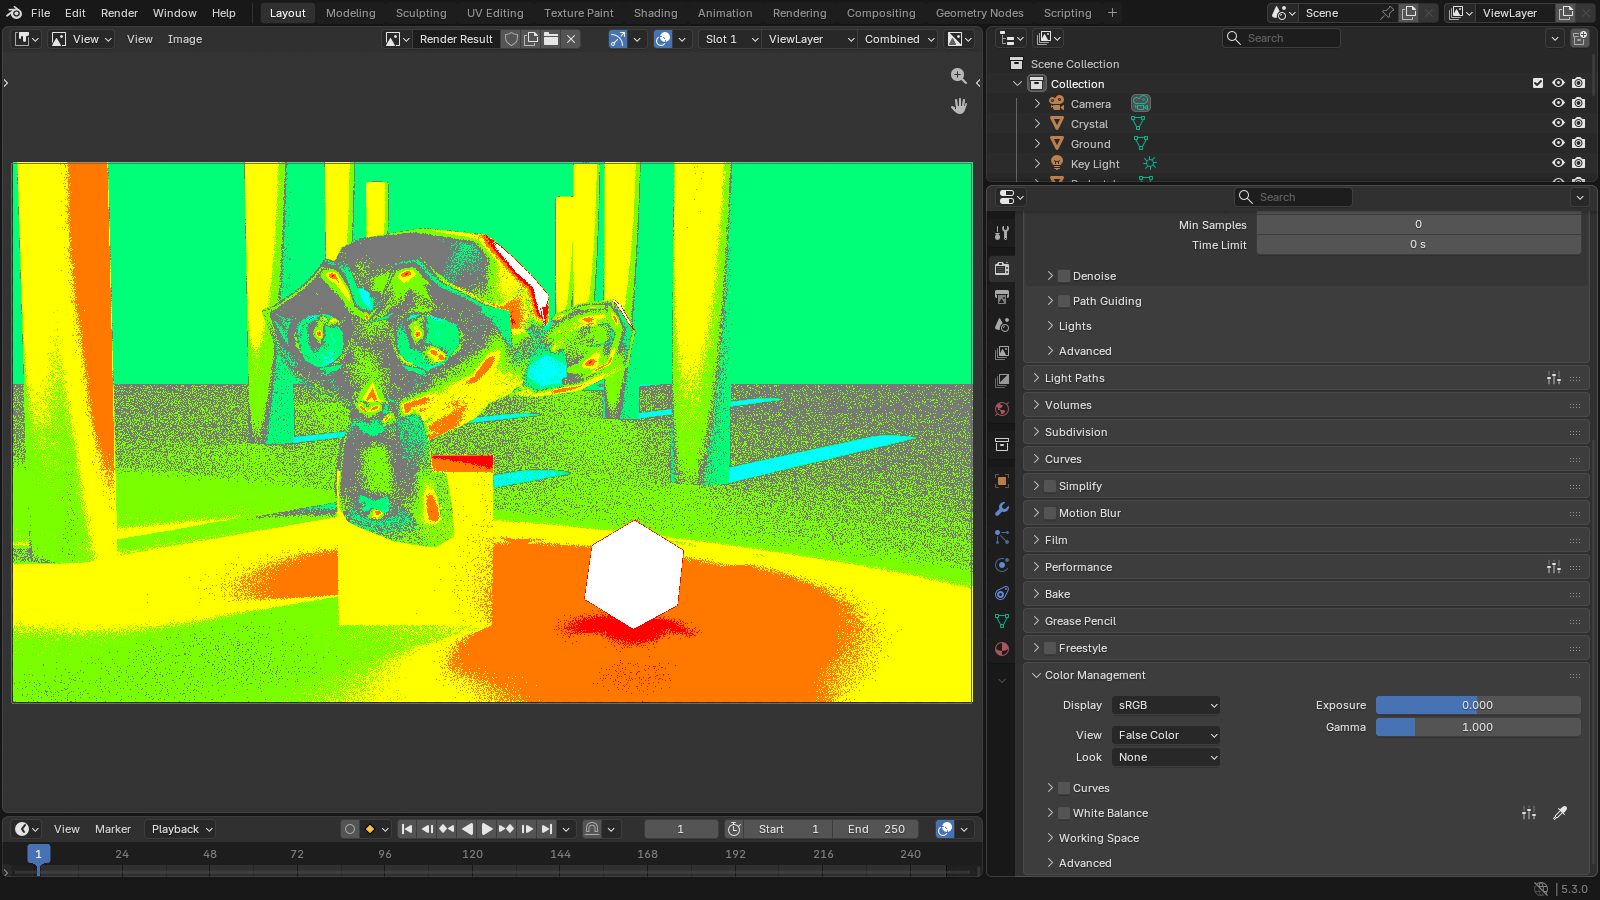 File Edit Render Window Help Layout Modeling Sculpting UV Editing Texture Paint Shading Animation Rendering Compositing Geometry Nodes Scripting Scene ViewLayer
View View Image Render Result Slot 1 ViewLayer Combined
Search
Scene Collection
Collection
Camera
Crystal
Ground
Key Light
Search
Min Samples 0
Time Limit 0 s
Denoise
Path Guiding
Lights
Advanced
Light Paths
Volumes
Subdivision
Curves
Simplify
Motion Blur
Film
Performance
Bake
Grease Pencil
Freestyle
Color Management
Display sRGB Exposure 0.000
Gamma 1.000
View False Color
Look None
Curves
White Balance
Working Space
Advanced
View Marker Playback 1 Start 1 End 250
1 24 48 72 96 120 144 168 192 216 240
5.3.0